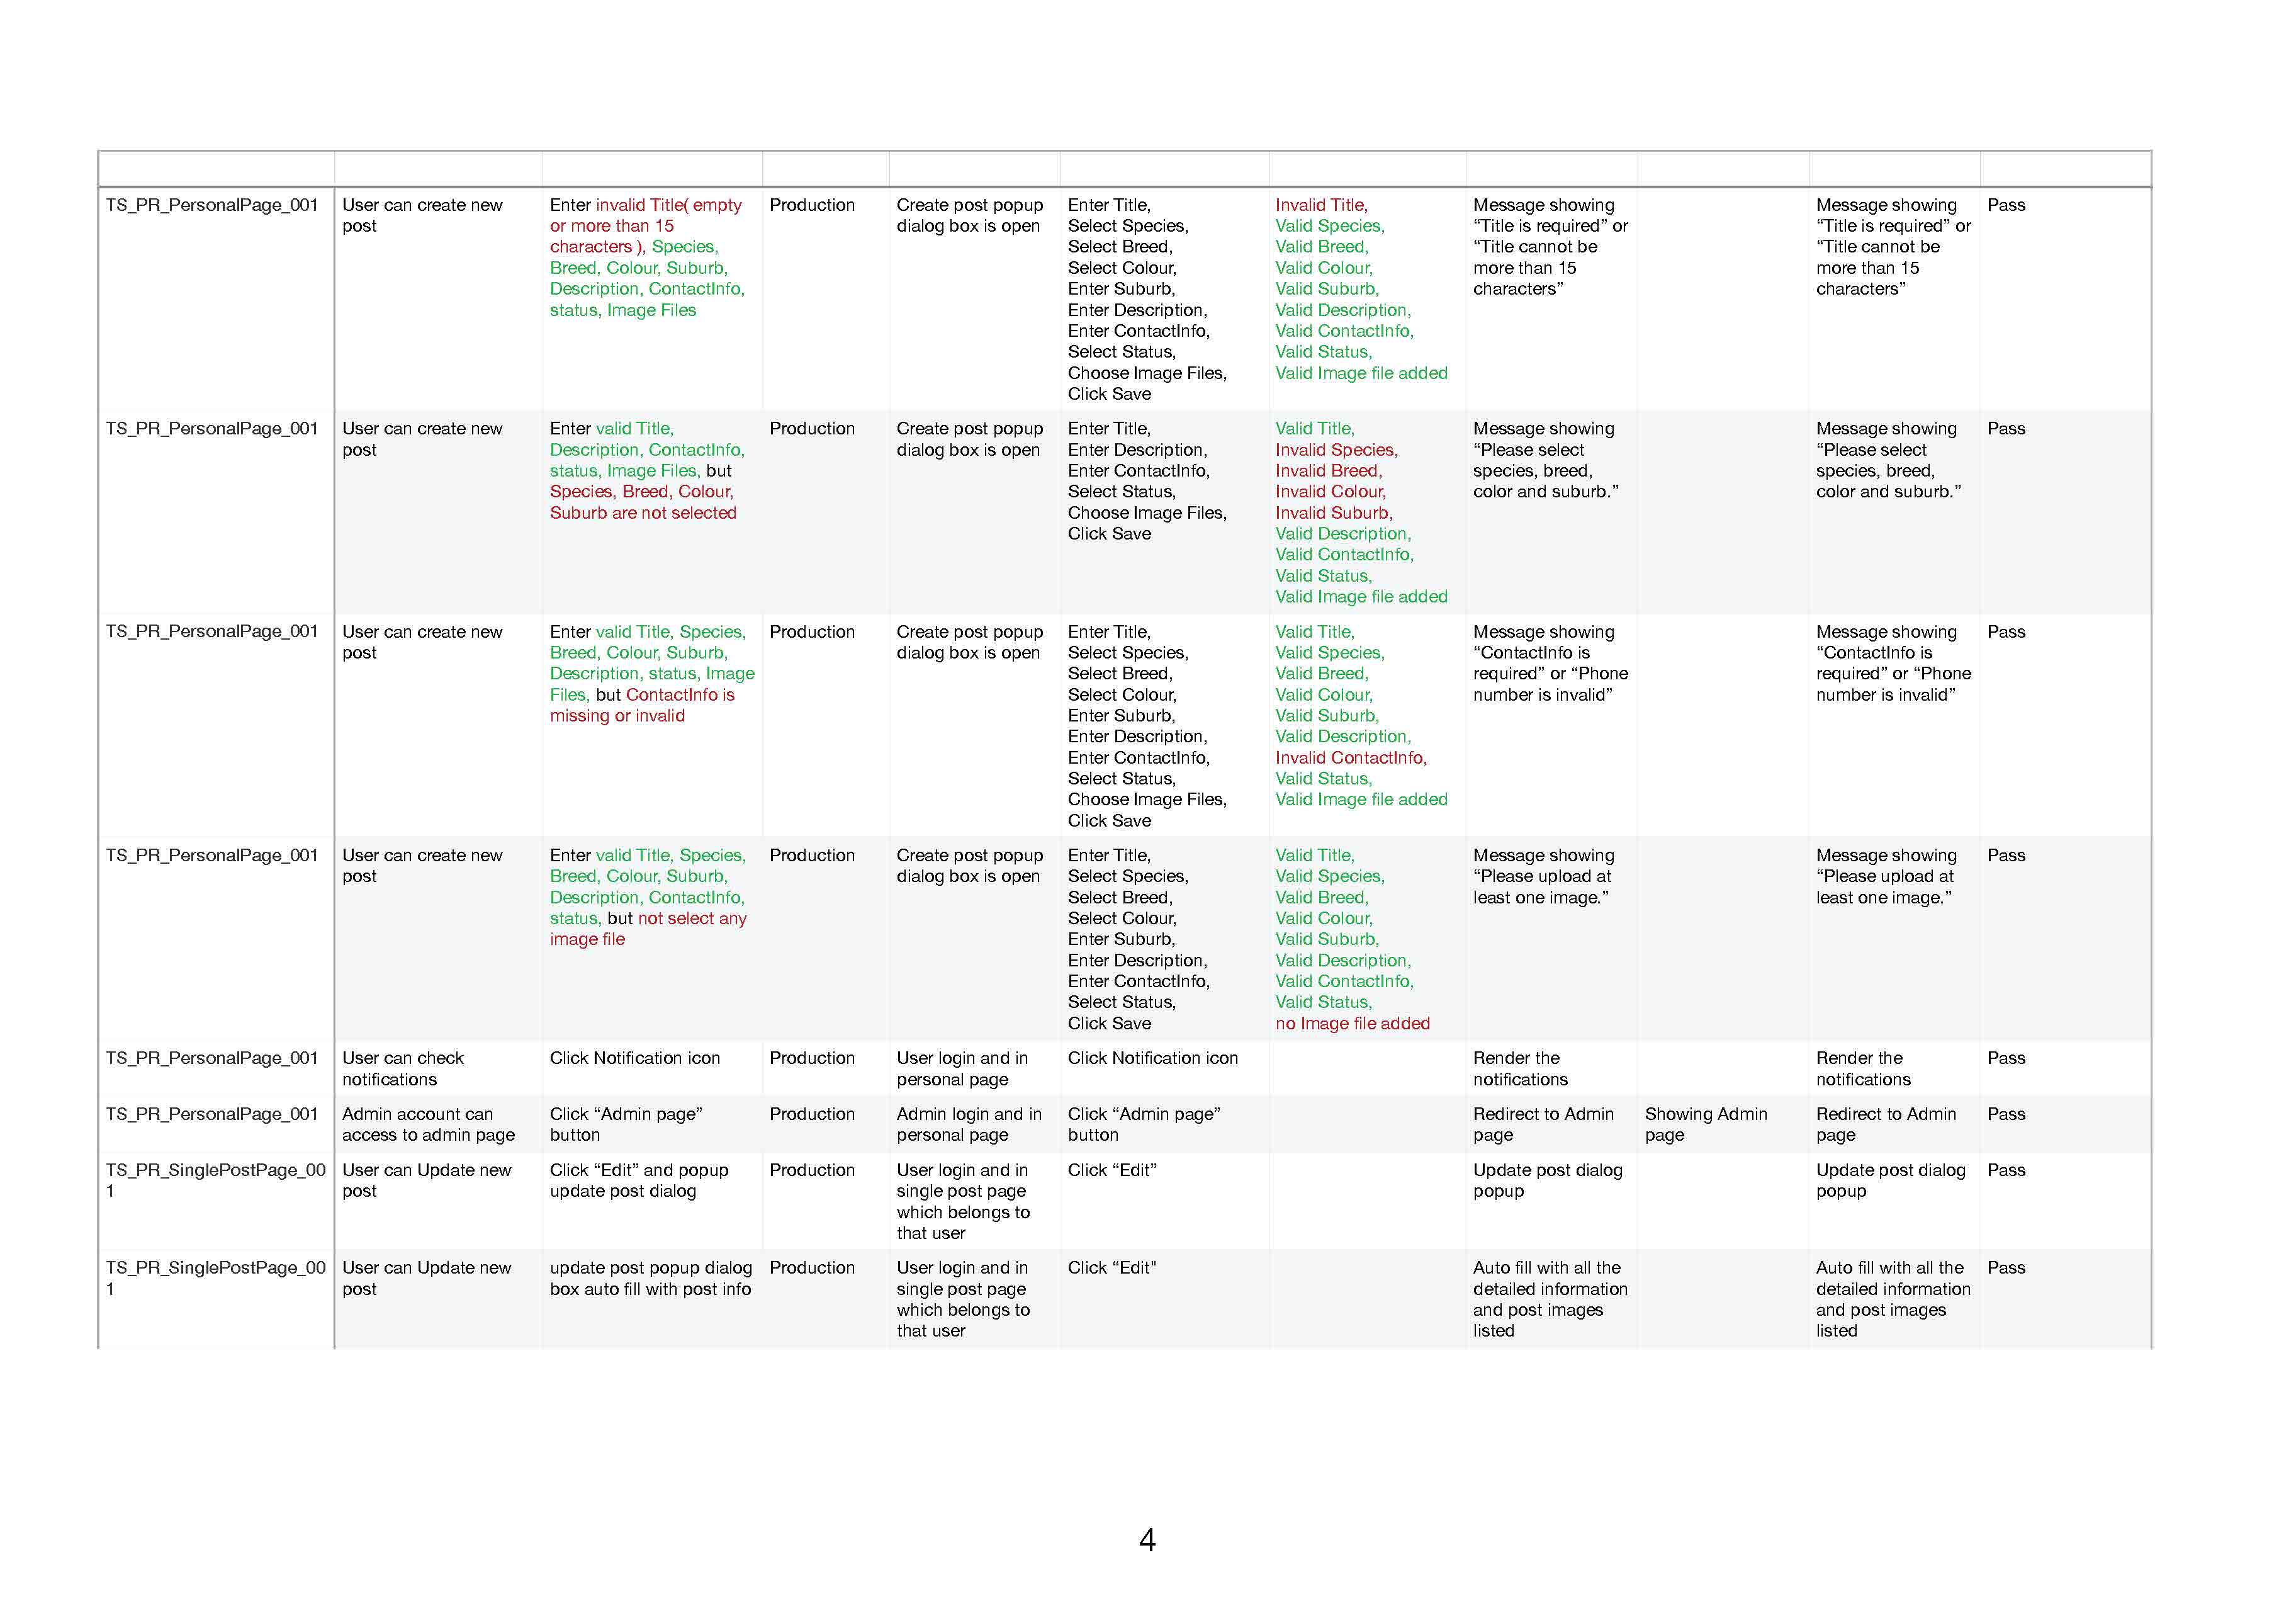 TS_PR_PersonalPage_001
User can create new
post
Enter invalid Title( empty
or more than 15
characters ), Species,
Breed, Colour, Suburb,
Description, ContactInfo,
status, Image Files
Production
Create post popup
dialog box is open
Enter Title,
Select Species,
Select Breed,
Select Colour,
Enter Suburb,
Enter Description,
Enter ContactInfo,
Select Status,
Choose Image Files,
Click Save
Invalid Title,
Valid Species,
Valid Breed,
Valid Colour,
Valid Suburb,
Valid Description,
Valid ContactInfo,
Valid Status,
Valid Image file added
Message showing
“Title is required” or
“Title cannot be
more than 15
characters”
Message showing
“Title is required” or
“Title cannot be
more than 15
characters”
Pass
TS_PR_PersonalPage_001
User can create new
post
Enter valid Title,
Description, ContactInfo,
status, Image Files, but
Species, Breed, Colour,
Suburb are not selected
Production
Create post popup
dialog box is open
Enter Title,
Enter Description,
Enter ContactInfo,
Select Status,
Choose Image Files,
Click Save
Valid Title,
Invalid Species,
Invalid Breed,
Invalid Colour,
Invalid Suburb,
Valid Description,
Valid ContactInfo,
Valid Status,
Valid Image file added
Message showing
“Please select
species, breed,
color and suburb.”
Message showing
“Please select
species, breed,
color and suburb.”
Pass
TS_PR_PersonalPage_001
User can create new
post
Enter valid Title, Species,
Breed, Colour, Suburb,
Description, status, Image
Files, but ContactInfo is
missing or invalid
Production
Create post popup
dialog box is open
Enter Title,
Select Species,
Select Breed,
Select Colour,
Enter Suburb,
Enter Description,
Enter ContactInfo,
Select Status,
Choose Image Files,
Click Save
Valid Title,
Valid Species,
Valid Breed,
Valid Colour,
Valid Suburb,
Valid Description,
Invalid ContactInfo,
Valid Status,
Valid Image file added
Message showing
“ContactInfo is
required” or “Phone
number is invalid”
Message showing
“ContactInfo is
required” or “Phone
number is invalid”
Pass
TS_PR_PersonalPage_001
User can create new
post
Enter valid Title, Species,
Breed, Colour, Suburb,
Description, ContactInfo,
status, but not select any
image file
Production
Create post popup
dialog box is open
Enter Title,
Select Species,
Select Breed,
Select Colour,
Enter Suburb,
Enter Description,
Enter ContactInfo,
Select Status,
Click Save
Valid Title,
Valid Species,
Valid Breed,
Valid Colour,
Valid Suburb,
Valid Description,
Valid ContactInfo,
Valid Status,
no Image file added
Message showing
“Please upload at
least one image.”
Message showing
“Please upload at
least one image.”
Pass
TS_PR_PersonalPage_001
User can check
notifications
Click Notification icon
Production
User login and in
personal page
Click Notification icon
Render the
notifications
Render the
notifications
Pass
TS_PR_PersonalPage_001
Admin account can
access to admin page
Click “Admin page”
button
Production
Admin login and in
personal page
Click “Admin page”
button
Redirect to Admin
page
Showing Admin
page
Redirect to Admin
page
Pass
TS_PR_SinglePostPage_00
1
User can Update new
post
Click “Edit” and popup
update post dialog
Production
User login and in
single post page
which belongs to
that user
Click “Edit”
Update post dialog
popup
Update post dialog
popup
Pass
TS_PR_SinglePostPage_00
1
User can Update new
post
update post popup dialog
box auto fill with post info
Production
User login and in
single post page
which belongs to
that user
Click “Edit"
Auto fill with all the
detailed information
and post images
listed
Auto fill with all the
detailed information
and post images
listed
Pass
4